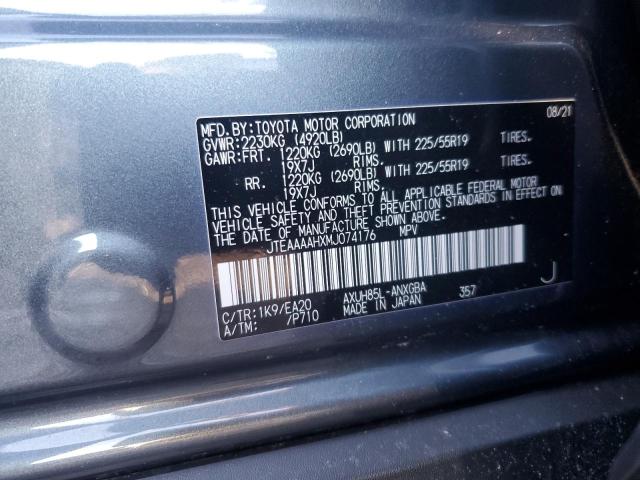 MFD.BY:TOYOTA MOTOR CORPORATION 08/21
GVWR:2230KG (4920LB)
GAWR:FRT. 1220KG (2690LB) WITH 225/55R19 TIRES.
19X7J RIMS.
RR. 1220KG (2690LB) WITH 225/55R19 TIRES.
19X7J RIMS.
THIS VEHICLE CONFORMS TO ALL APPLICABLE FEDERAL MOTOR
VEHICLE SAFETY AND THEFT PREVENTION STANDARDS IN EFFECT ON
THE DATE OF MANUFACTURE SHOWN ABOVE.
JTEAAAAHXMJ074176 MPV
C/TR:1K9/EA20 AXUH85L-ANXGBA 357 J
A/TM: /P710 MADE IN JAPAN